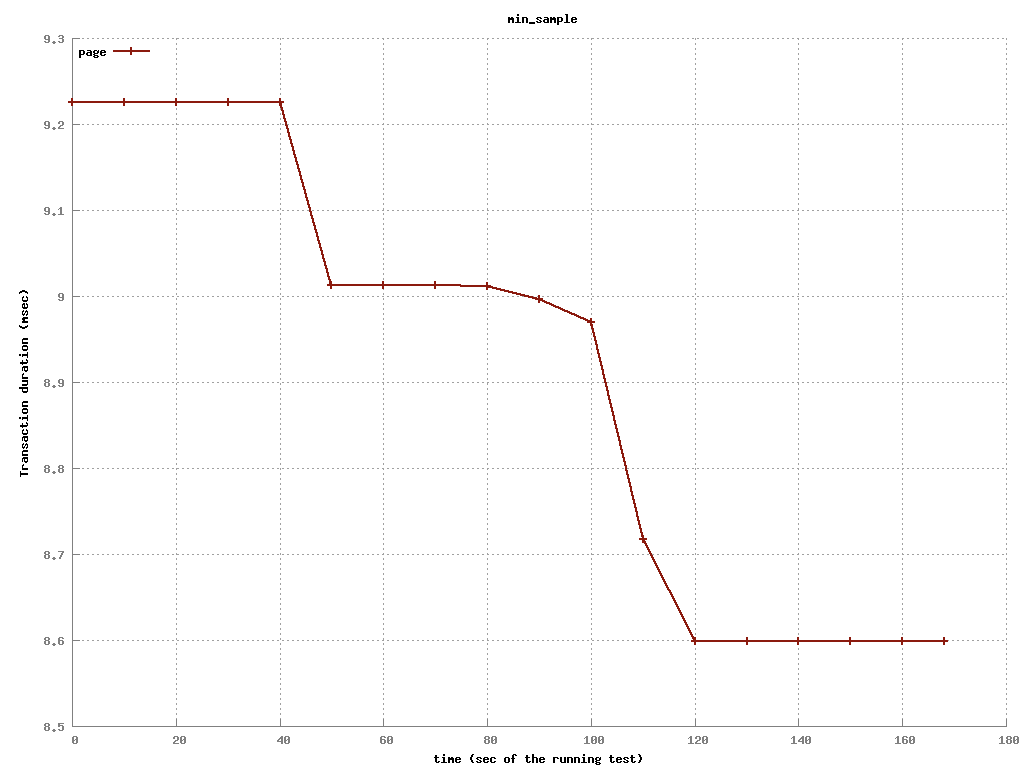 min_sample
9.3
page
9.2
9.1
9
8.9
8.8
8.7
8.6
8.5
Transaction duration (msec)
0 20 40 60 80 100 120 140 160 180
time (sec of the running test)